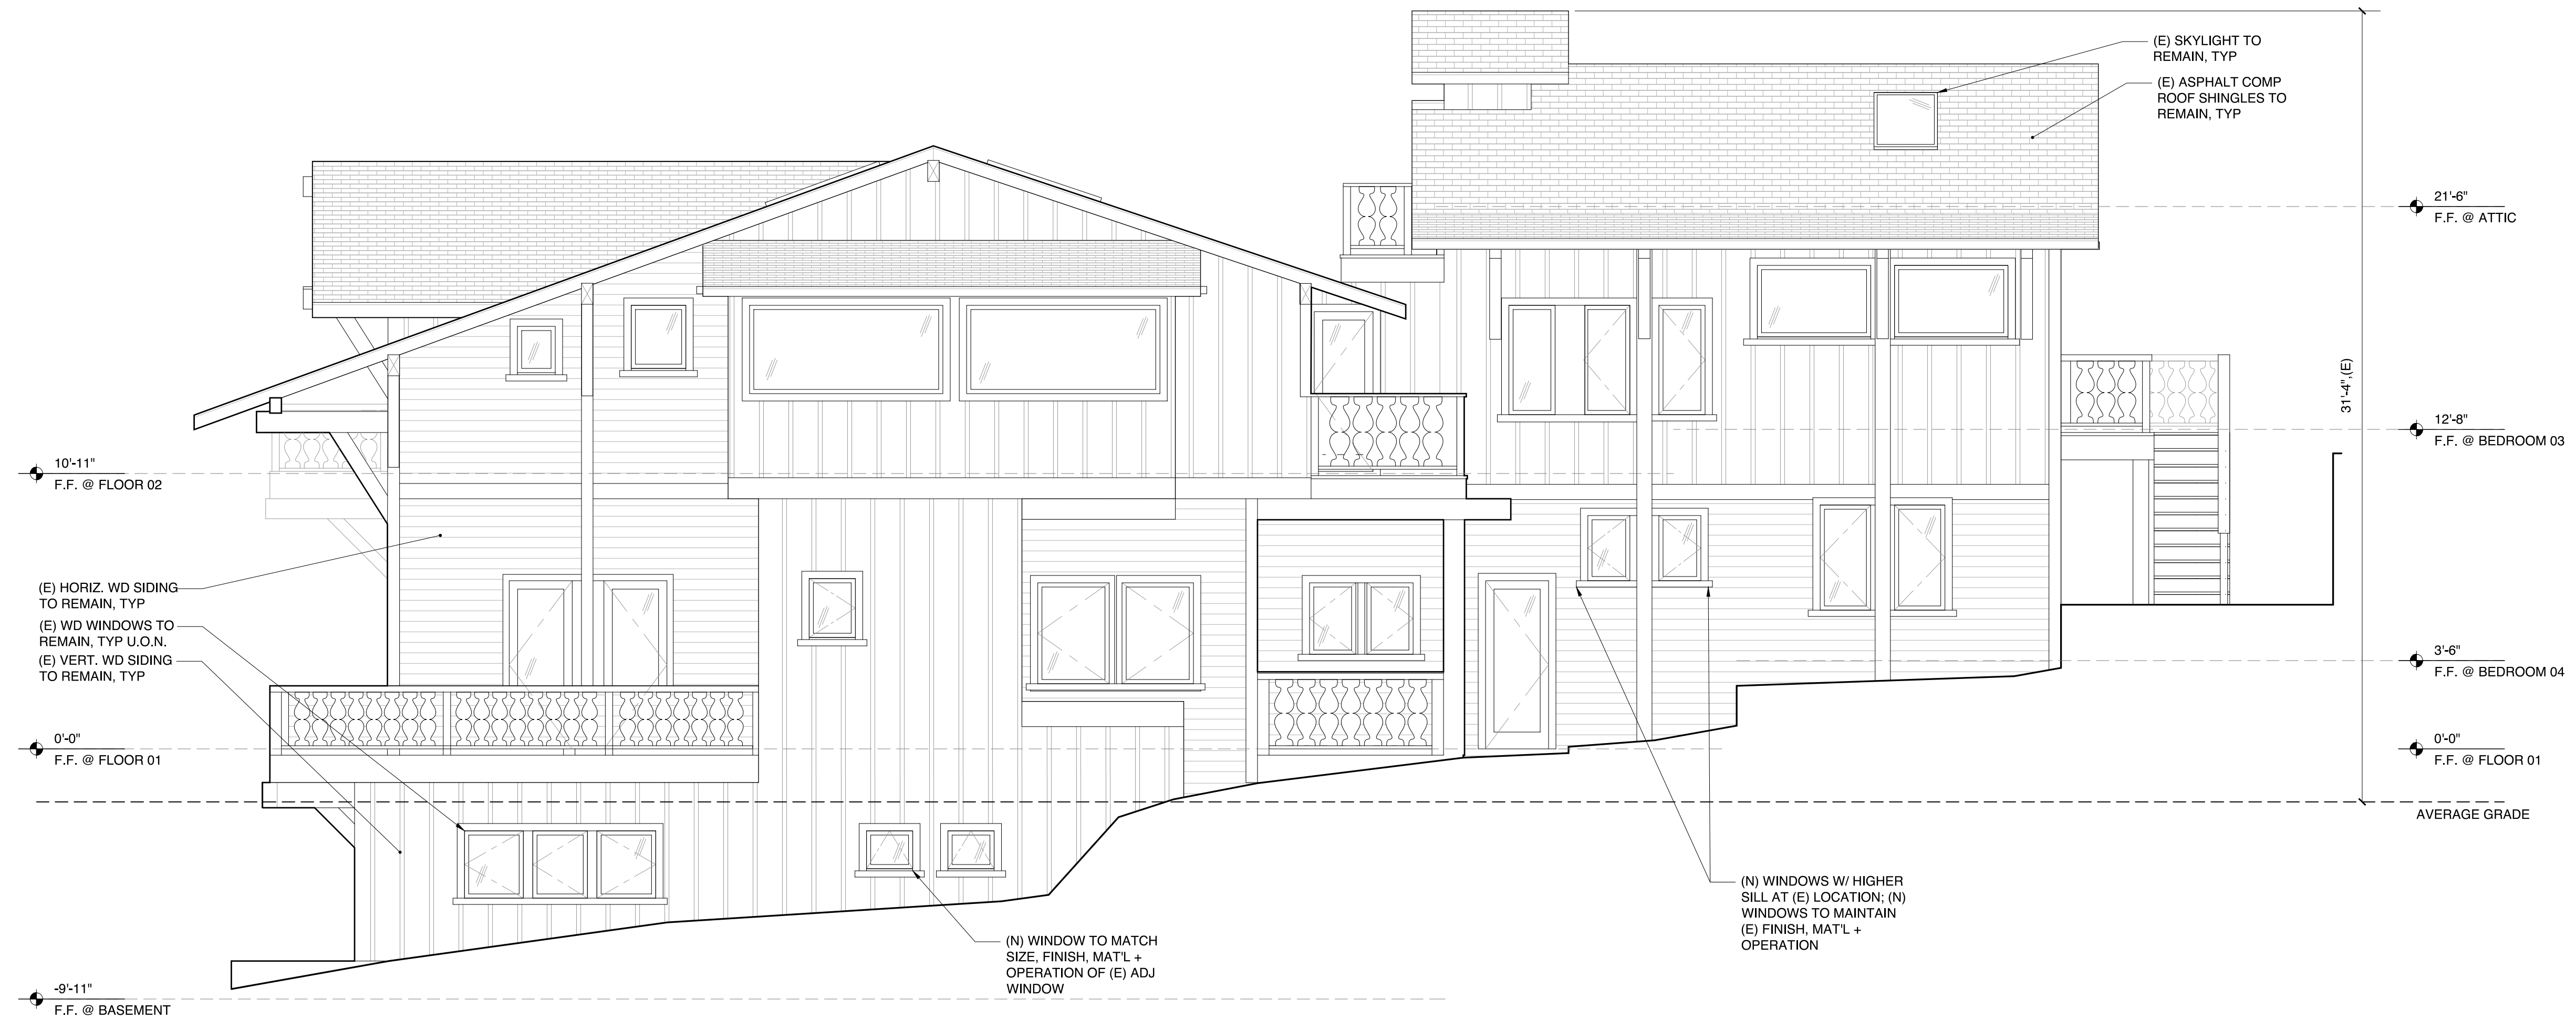 (E) SKYLIGHT TO
REMAIN, TYP
(E) ASPHALT COMP
ROOF SHINGLES TO
REMAIN, TYP
21'-6"
F.F. @ ATTIC
31'-4",(E)
12'-8"
F.F. @ BEDROOM 03
10'-11"
F.F. @ FLOOR 02
(E) HORIZ. WD SIDING
TO REMAIN, TYP
(E) WD WINDOWS TO
REMAIN, TYP U.O.N.
(E) VERT. WD SIDING
TO REMAIN, TYP
3'-6"
F.F. @ BEDROOM 04
0'-0"
F.F. @ FLOOR 01
0'-0"
F.F. @ FLOOR 01
AVERAGE GRADE
(N) WINDOWS W/ HIGHER
SILL AT (E) LOCATION; (N)
WINDOWS TO MAINTAIN
(E) FINISH, MAT'L +
OPERATION
(N) WINDOW TO MATCH
SIZE, FINISH, MAT'L +
OPERATION OF (E) ADJ
WINDOW
-9'-11"
F.F. @ BASEMENT